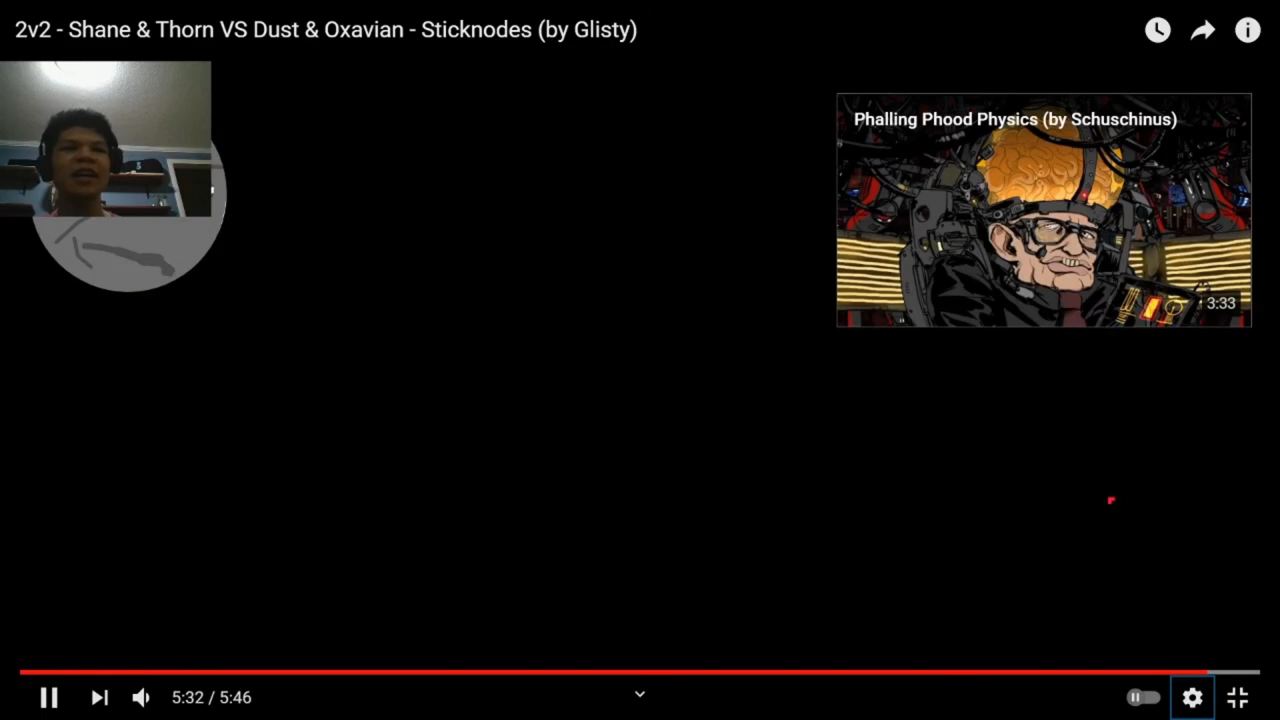 2v2 - Shane & Thorn VS Dust & Oxavian - Sticknodes (by Glisty)
Phalling Phood Physics (by Schuschinus)
3:33
5:32 / 5:46